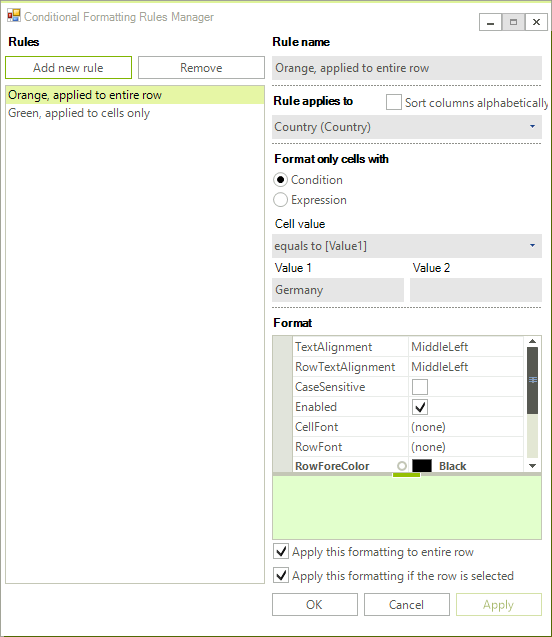 Conditional Formatting Rules Manager
Rules
Add new rule
Remove
Orange, applied to entire row
Green, applied to cells only
Rule name
Orange, applied to entire row
Rule applies to
Sort columns alphabetically
Country (Country)
Format only cells with
Condition
Expression
Cell value
equals to [Value1]
Value 1
Value 2
Germany
Format
TextAlignment MiddleLeft
RowTextAlignment MiddleLeft
CaseSensitive
Enabled
CellFont (none)
RowFont (none)
RowForeColor Black
Apply this formatting to entire row
Apply this formatting if the row is selected
OK
Cancel
Apply